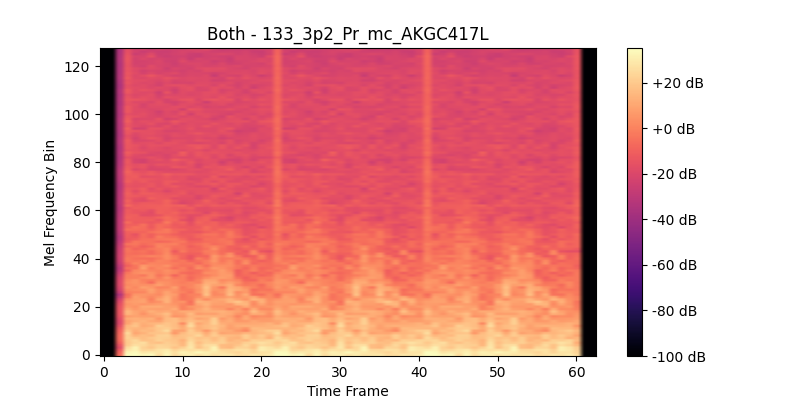 Both - 133_3p2_Pr_mc_AKGC417L
120
100
80
60
40
20
0
Mel Frequency Bin
0 10 20 30 40 50 60
Time Frame
+20 dB
+0 dB
-20 dB
-40 dB
-60 dB
-80 dB
-100 dB